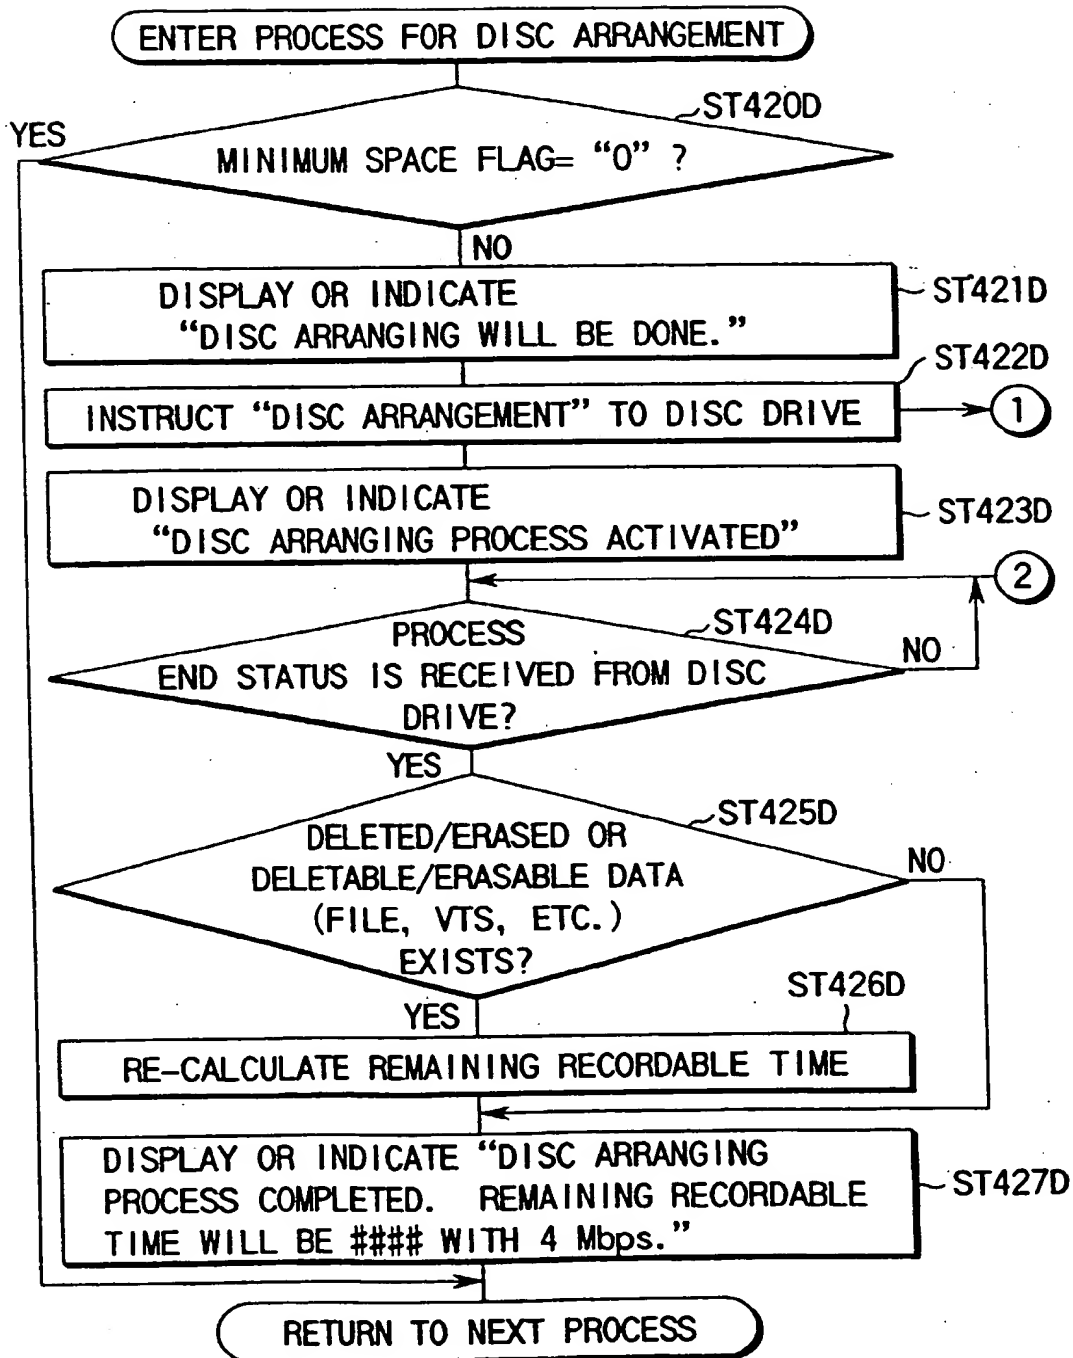 ENTER PROCESS FOR DISC ARRANGEMENT
ST420D
YES
MINIMUM SPACE FLAG= “0” ?
NO
DISPLAY OR INDICATE
“DISC ARRANGING WILL BE DONE.”
ST421D
ST422D
INSTRUCT “DISC ARRANGEMENT” TO DISC DRIVE
1
DISPLAY OR INDICATE
“DISC ARRANGING PROCESS ACTIVATED”
ST423D
2
ST424D
PROCESS
END STATUS IS RECEIVED FROM DISC
DRIVE?
NO
YES
ST425D
DELETED/ERASED OR
DELETABLE/ERASABLE DATA
(FILE, VTS, ETC.)
EXISTS?
NO
YES
ST426D
RE-CALCULATE REMAINING RECORDABLE TIME
DISPLAY OR INDICATE “DISC ARRANGING
PROCESS COMPLETED. REMAINING RECORDABLE
TIME WILL BE #### WITH 4 Mbps.”
ST427D
RETURN TO NEXT PROCESS